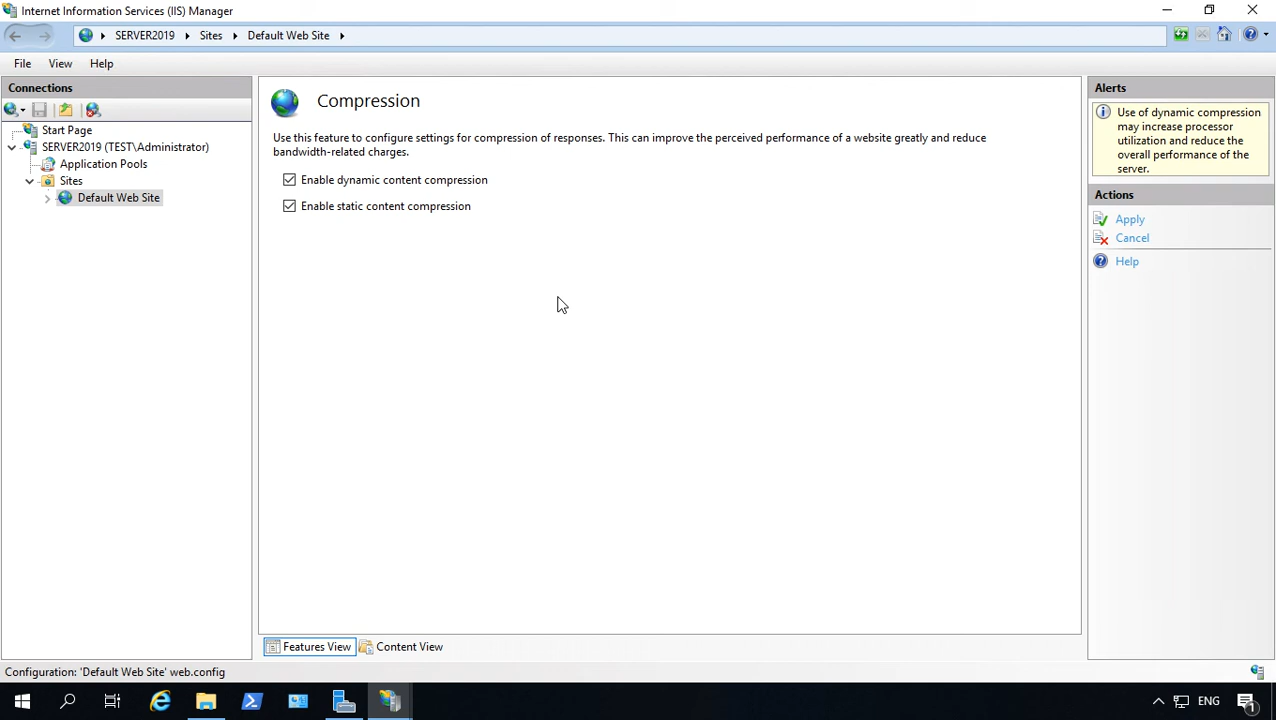 Internet Information Services (IIS) Manager
SERVER2019 Sites Default Web Site
File View Help
Connections
Start Page
SERVER2019 (TEST\Administrator)
Application Pools
Sites
Default Web Site
Compression
Use this feature to configure settings for compression of responses. This can improve the perceived performance of a website greatly and reduce
bandwidth-related charges.
Enable dynamic content compression
Enable static content compression
Features View Content View
Alerts
Use of dynamic compression
may increase processor
utilization and reduce the
overall performance of the
server.
Actions
Apply
Cancel
Help
Configuration: 'Default Web Site' web.config
ENG
1